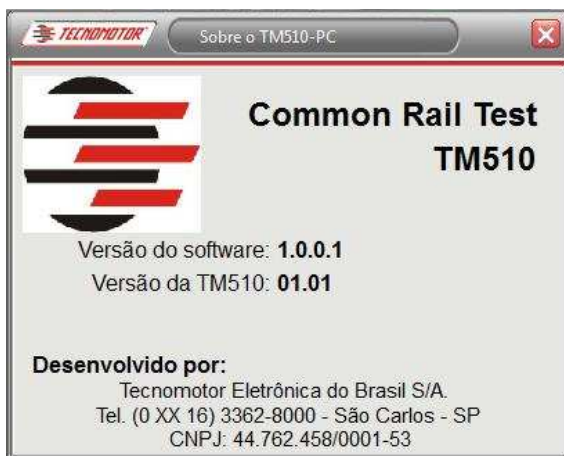 TECNOMOTOR
Sobre o TM510-PC
Common Rail Test
TM510
Versão do software: 1.0.0.1
Versão da TM510: 01.01
Desenvolvido por:
Tecnomotor Eletrônica do Brasil S/A.
Tel. (0 XX 16) 3362-8000 - São Carlos - SP
CNPJ: 44.762.458/0001-53